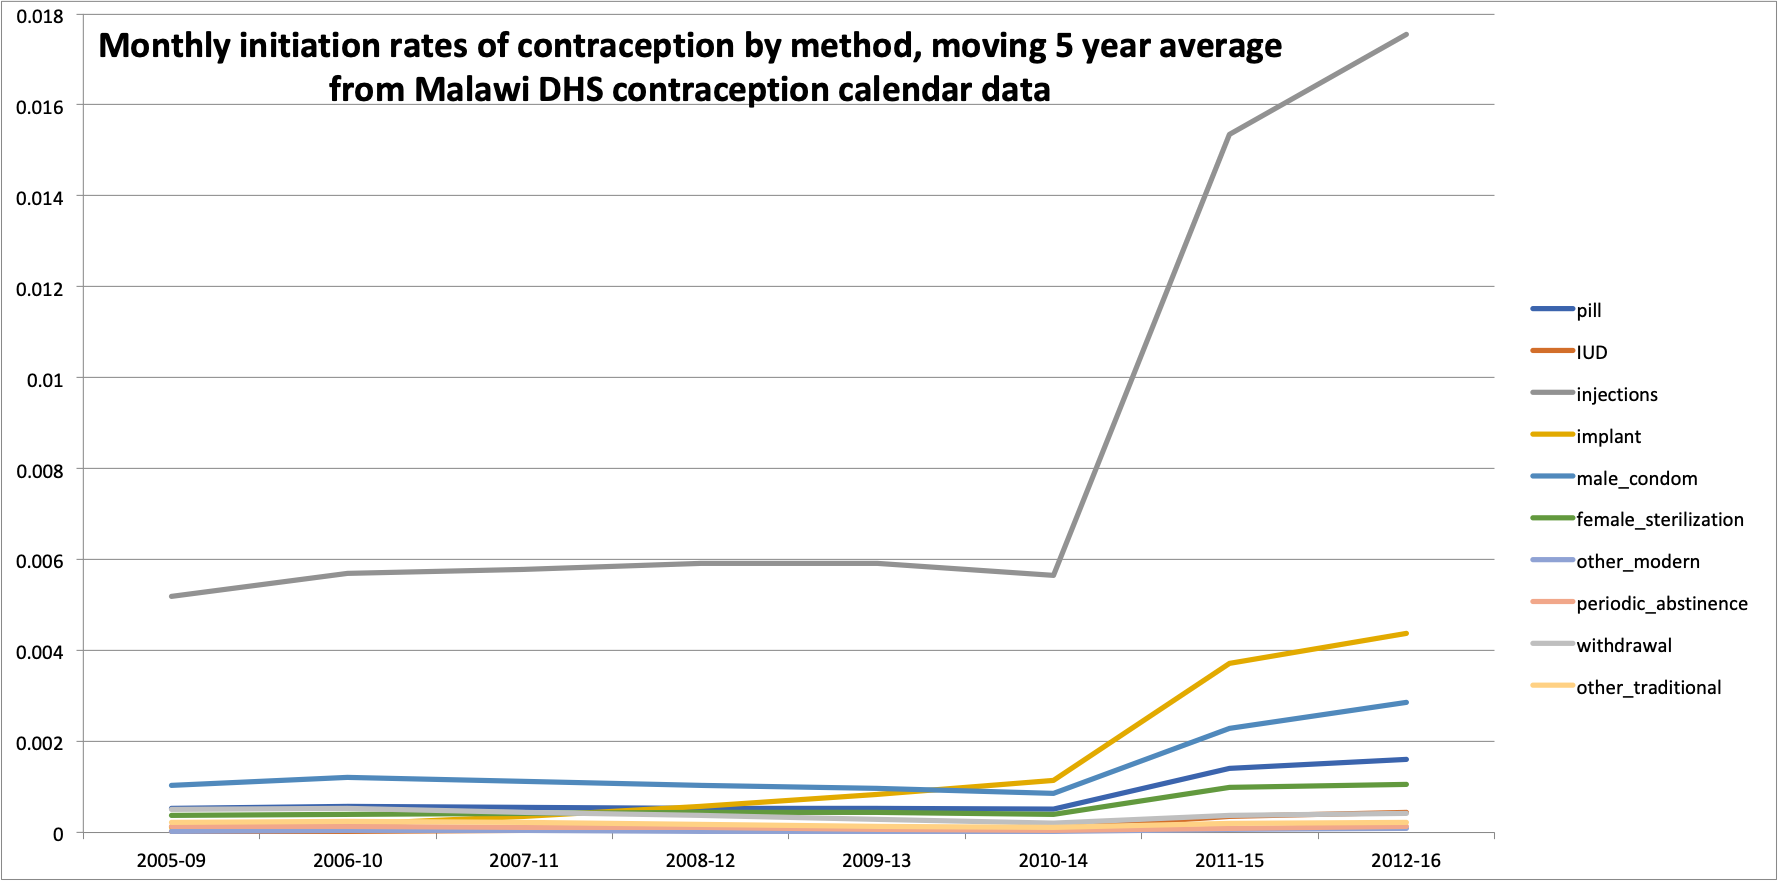 Monthly initiation rates of contraception by method, moving 5 year average
from Malawi DHS contraception calendar data
0.018
0.016
0.014
0.012
0.01
0.008
0.006
0.004
0.002
0
2005-09
2006-10
2007-11
2008-12
2009-13
2010-14
2011-15
2012-16
pill
IUD
injections
implant
male_condom
female_sterilization
other_modern
periodic_abstinence
withdrawal
other_traditional